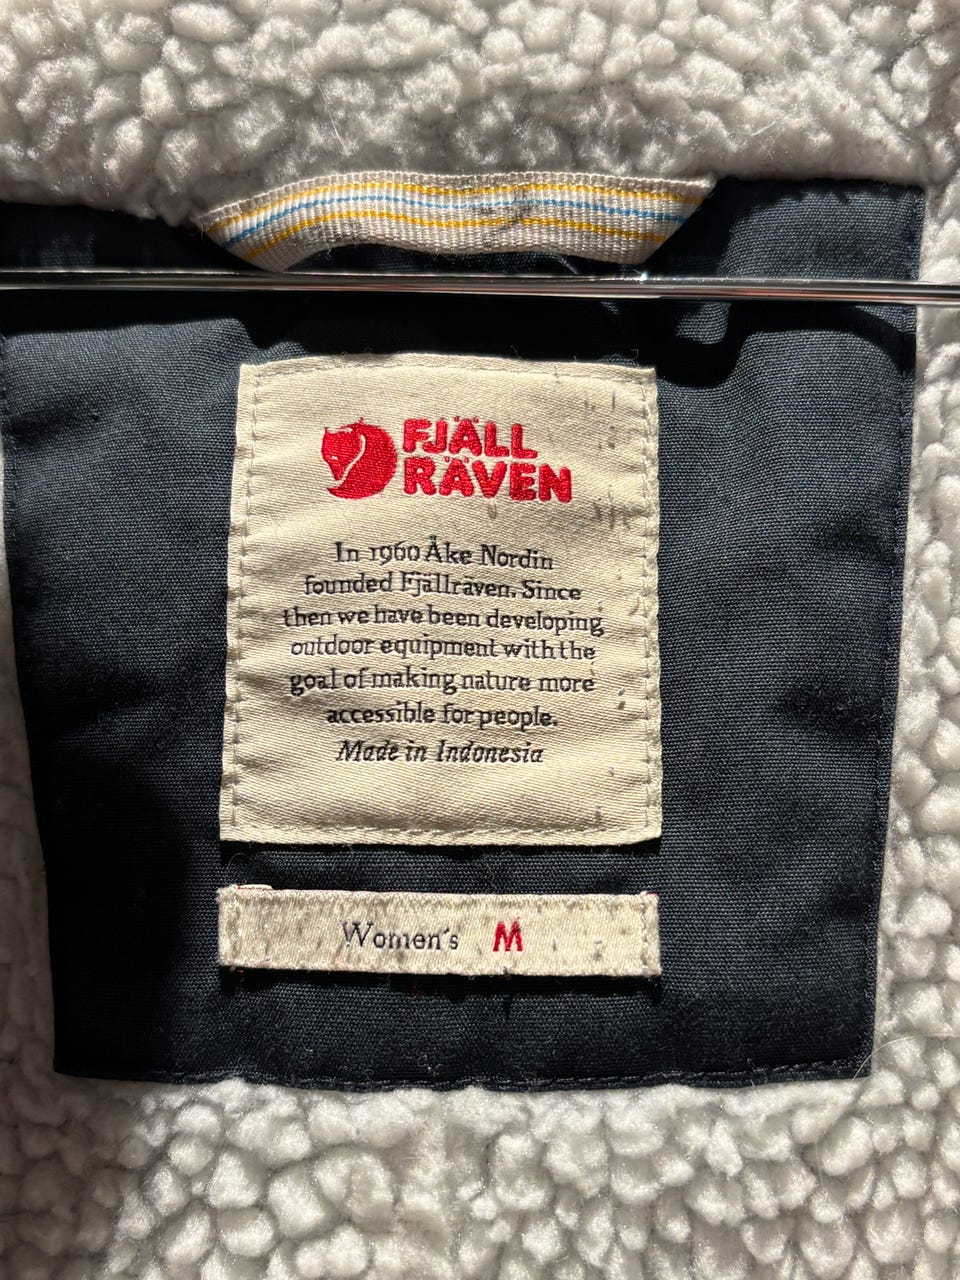 FJÄLL
RÄVEN
In 1960 Åke Nordin
founded Fjällräven. Since
then we have been developing
outdoor equipment with the
goal of making nature more
accessible for people.
Made in Indonesia
Women's M